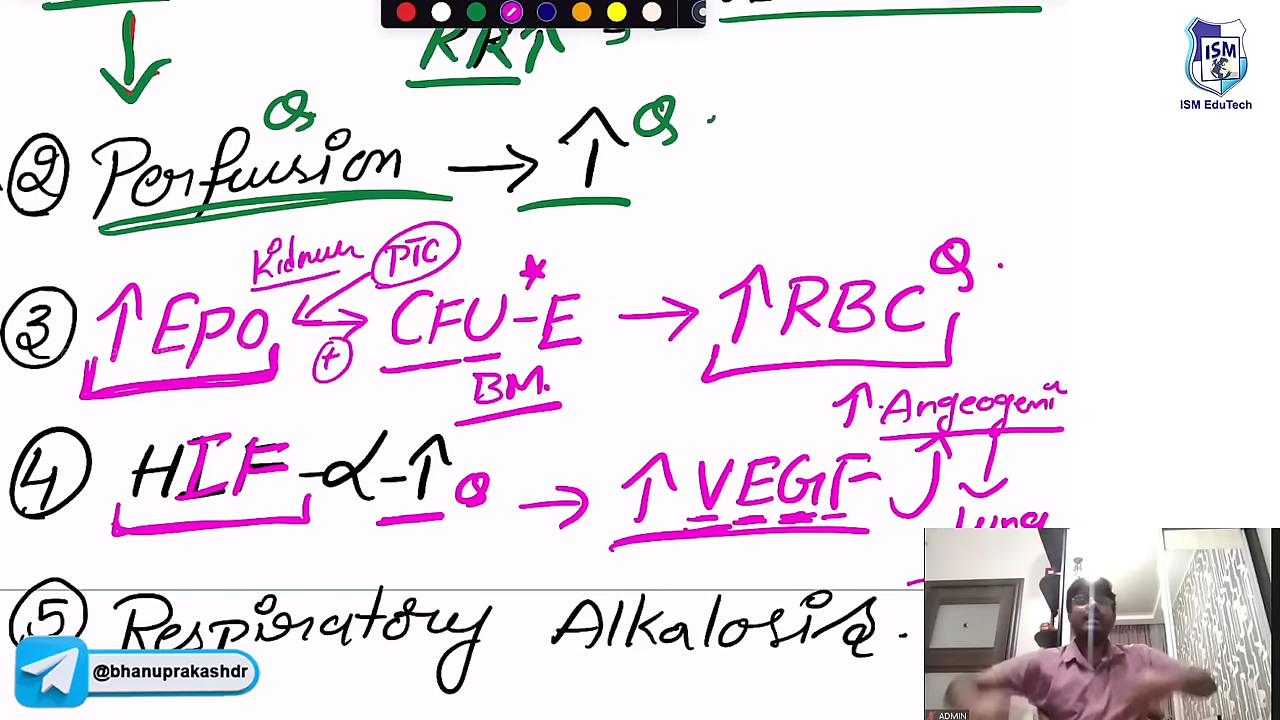 RR↑
ISM
ISM EduTech
Q
② Perfusion → ↑ Q.
Kidney PTC
③ ↑EPO → CFU-E* → ↑RBC Q.
+
BM.
↑Angeogeni
④ HIF-α-↑ Q → ↑VEGF
Lung
⑤ Respiratory Alkalosis.
@bhanuprakashdr
ADMIN